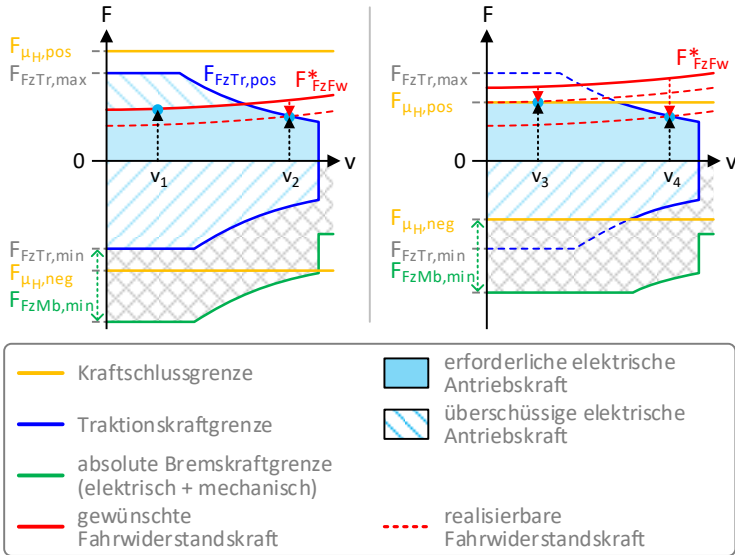 F
F
F_μH,pos
F_FzTr,max
F_FzTr,pos
F*_FzFw
0
v_1
v_2
v
F_FzTr,min
F_μH,neg
F_FzMb,min
F_FzTr,max
F_μH,pos
F*_FzFw
0
v_3
v_4
v
F_μH,neg
F_FzTr,min
F_FzMb,min
Kraftschlussgrenze
Traktionskraftgrenze
absolute Bremskraftgrenze
(elektrisch + mechanisch)
gewünschte
Fahrwiderstandskraft
erforderliche elektrische
Antriebskraft
überschüssige elektrische
Antriebskraft
realisierbare
Fahrwiderstandskraft